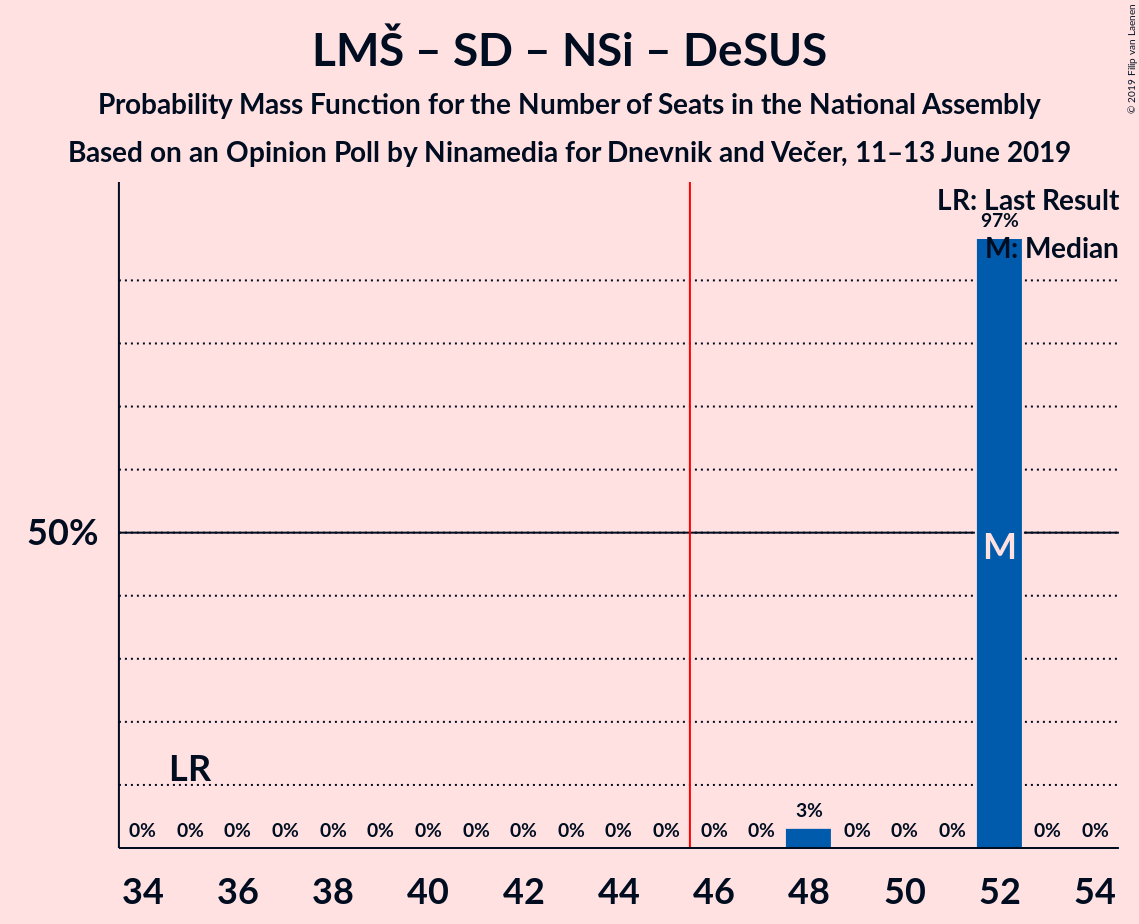 LMŠ – SD – NSi – DeSUS
Probability Mass Function for the Number of Seats in the National Assembly
Based on an Opinion Poll by Ninamedia for Dnevnik and Večer, 11–13 June 2019
© 2019 Filip van Laenen
LR: Last Result
97%
M: Median
50%
M
LR
3%
0% 0% 0% 0% 0% 0% 0% 0% 0% 0% 0% 0% 0% 0% 0% 0% 0% 0% 0%
34 36 38 40 42 44 46 48 50 52 54